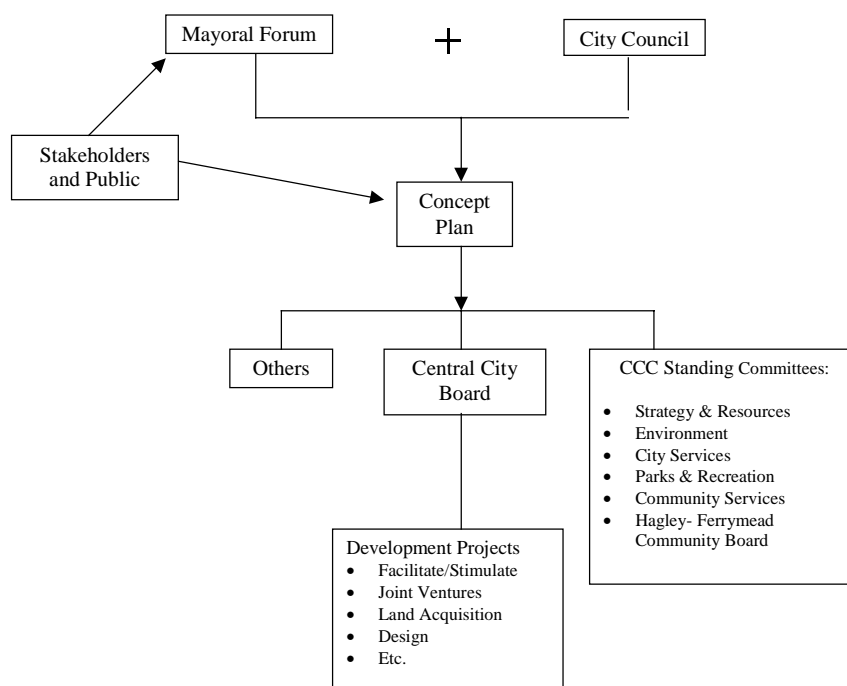 Mayoral Forum
+
City Council
Stakeholders
and Public
Concept
Plan
Others
Central City
Board
CCC Standing Committees:
• Strategy & Resources
• Environment
• City Services
• Parks & Recreation
• Community Services
• Hagley- Ferrymead
Community Board
Development Projects
• Facilitate/Stimulate
• Joint Ventures
• Land Acquisition
• Design
• Etc.